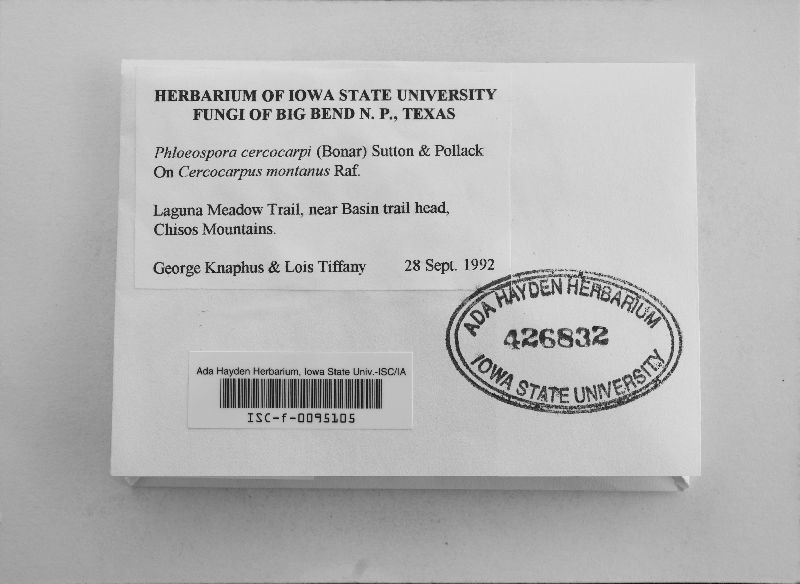 HERBARIUM OF IOWA STATE UNIVERSITY
FUNGI OF BIG BEND N. P., TEXAS
Phloeospora cercocarpi (Bonar) Sutton & Pollack
On Cercocarpus montanus Raf.
Laguna Meadow Trail, near Basin trail head,
Chisos Mountains.
George Knaphus & Lois Tiffany 28 Sept. 1992
ADA HAYDEN HERBARIUM
426832
IOWA STATE UNIVERSITY
Ada Hayden Herbarium, Iowa State Univ.-ISC/IA
ISC-f-0095105